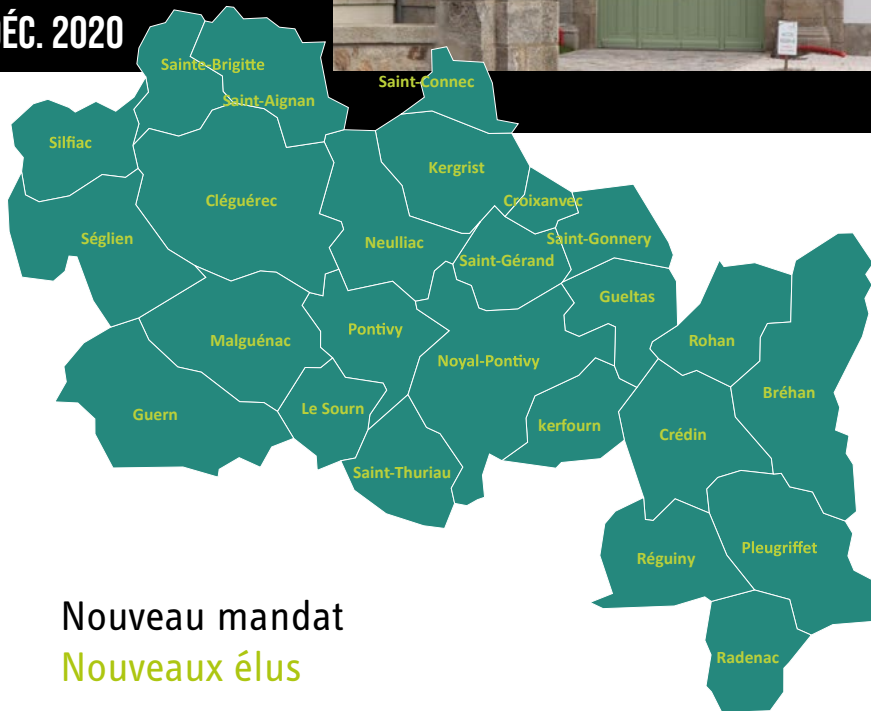 DÉC. 2020
Sainte-Brigitte
Saint-Connec
Saint-Aignan
Silfiac
Kergrist
Cléguérec
Croixanvec
Séglien
Neulliac
Saint-Gonnery
Saint-Gérand
Gueltas
Pontivy
Malguénac
Rohan
Noyal-Pontivy
Bréhan
Le Sourn
Guern
kerfourn
Crédin
Saint-Thuriau
Pleugriffet
Réguiny
Radenac
Nouveau mandat
Nouveaux élus